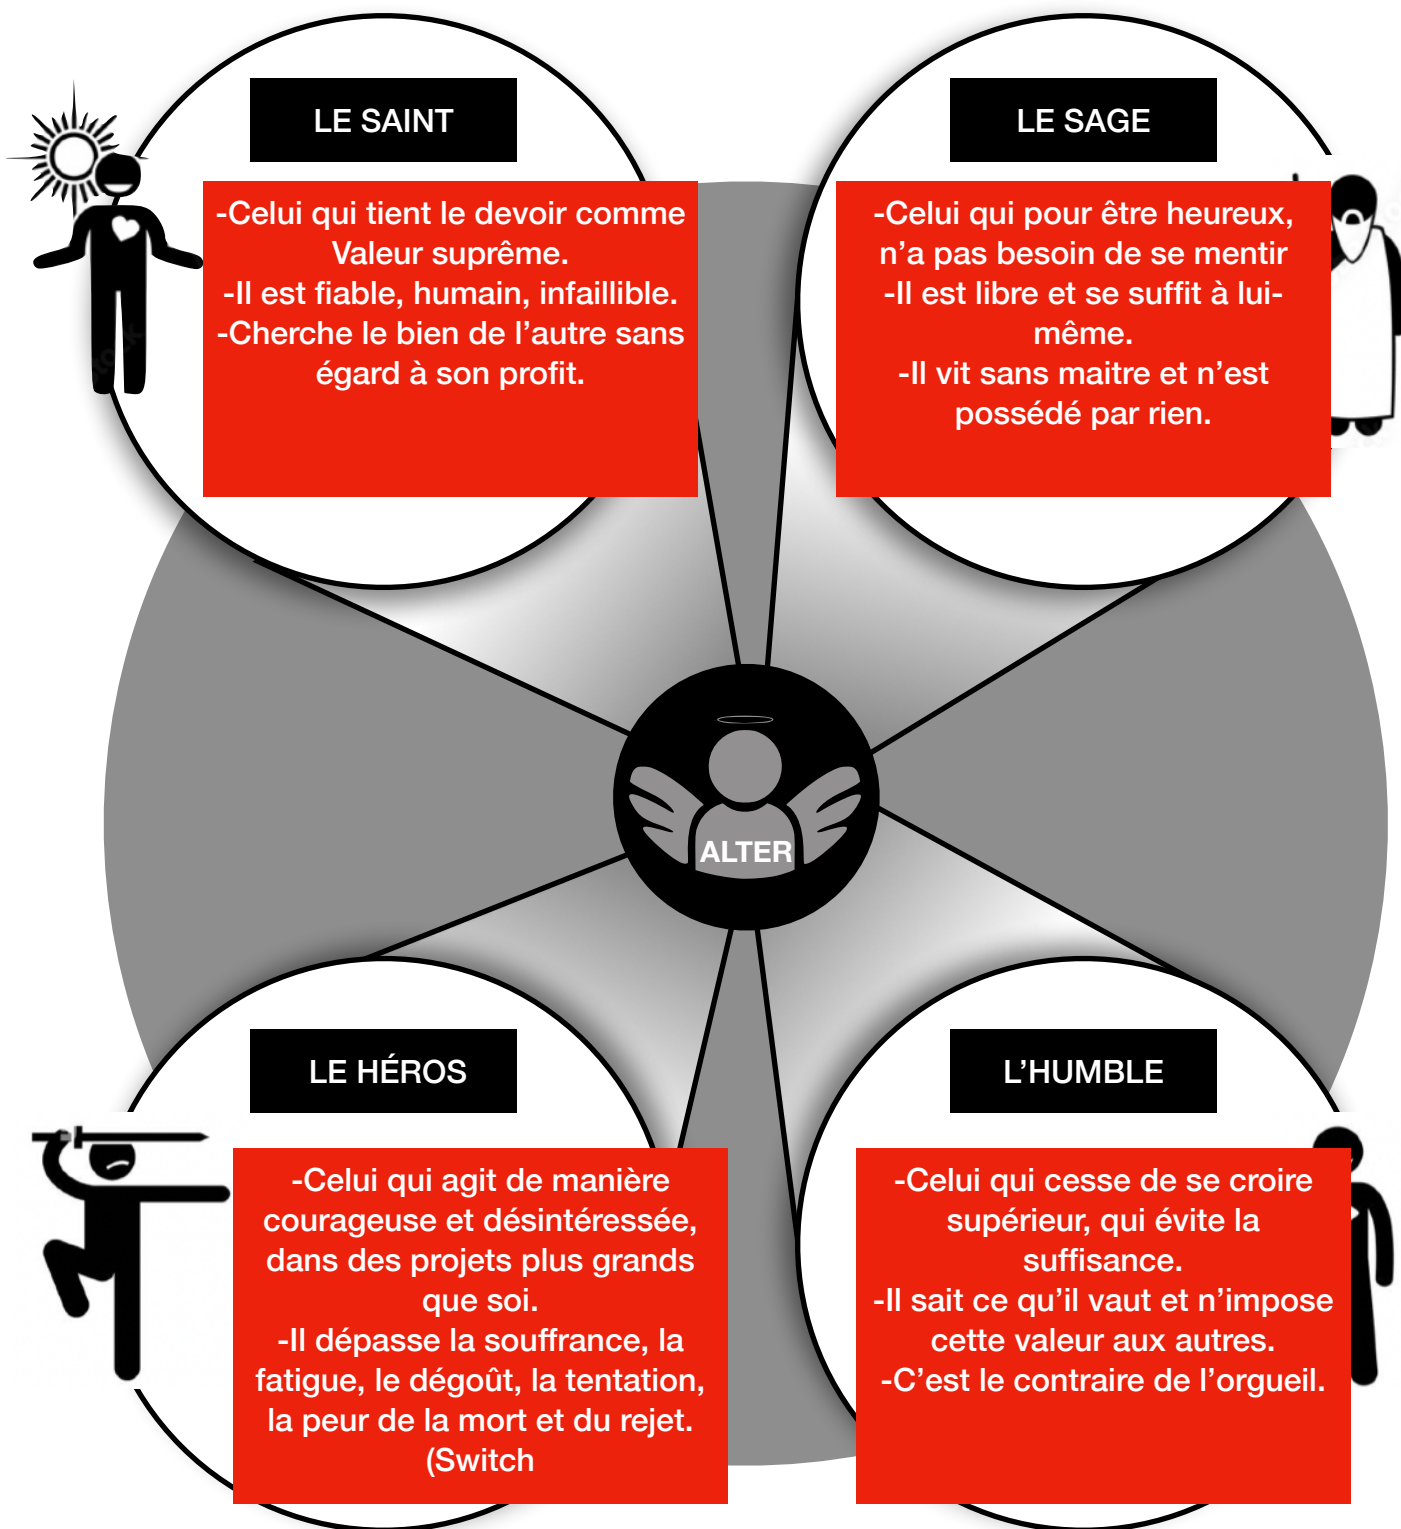 LE SAINT
-Celui qui tient le devoir comme
Valeur suprême.
-Il est fiable, humain, infaillible.
-Cherche le bien de l’autre sans
égard à son profit.
LE SAGE
-Celui qui pour être heureux,
n’a pas besoin de se mentir
-Il est libre et se suffit à lui-
même.
-Il vit sans maitre et n’est
possédé par rien.
ALTER
LE HÉROS
-Celui qui agit de manière
courageuse et désintéressée,
dans des projets plus grands
que soi.
-Il dépasse la souffrance, la
fatigue, le dégoût, la tentation,
la peur de la mort et du rejet.
(Switch
L’HUMBLE
-Celui qui cesse de se croire
supérieur, qui évite la
suffisance.
-Il sait ce qu’il vaut et n’impose
cette valeur aux autres.
-C’est le contraire de l’orgueil.